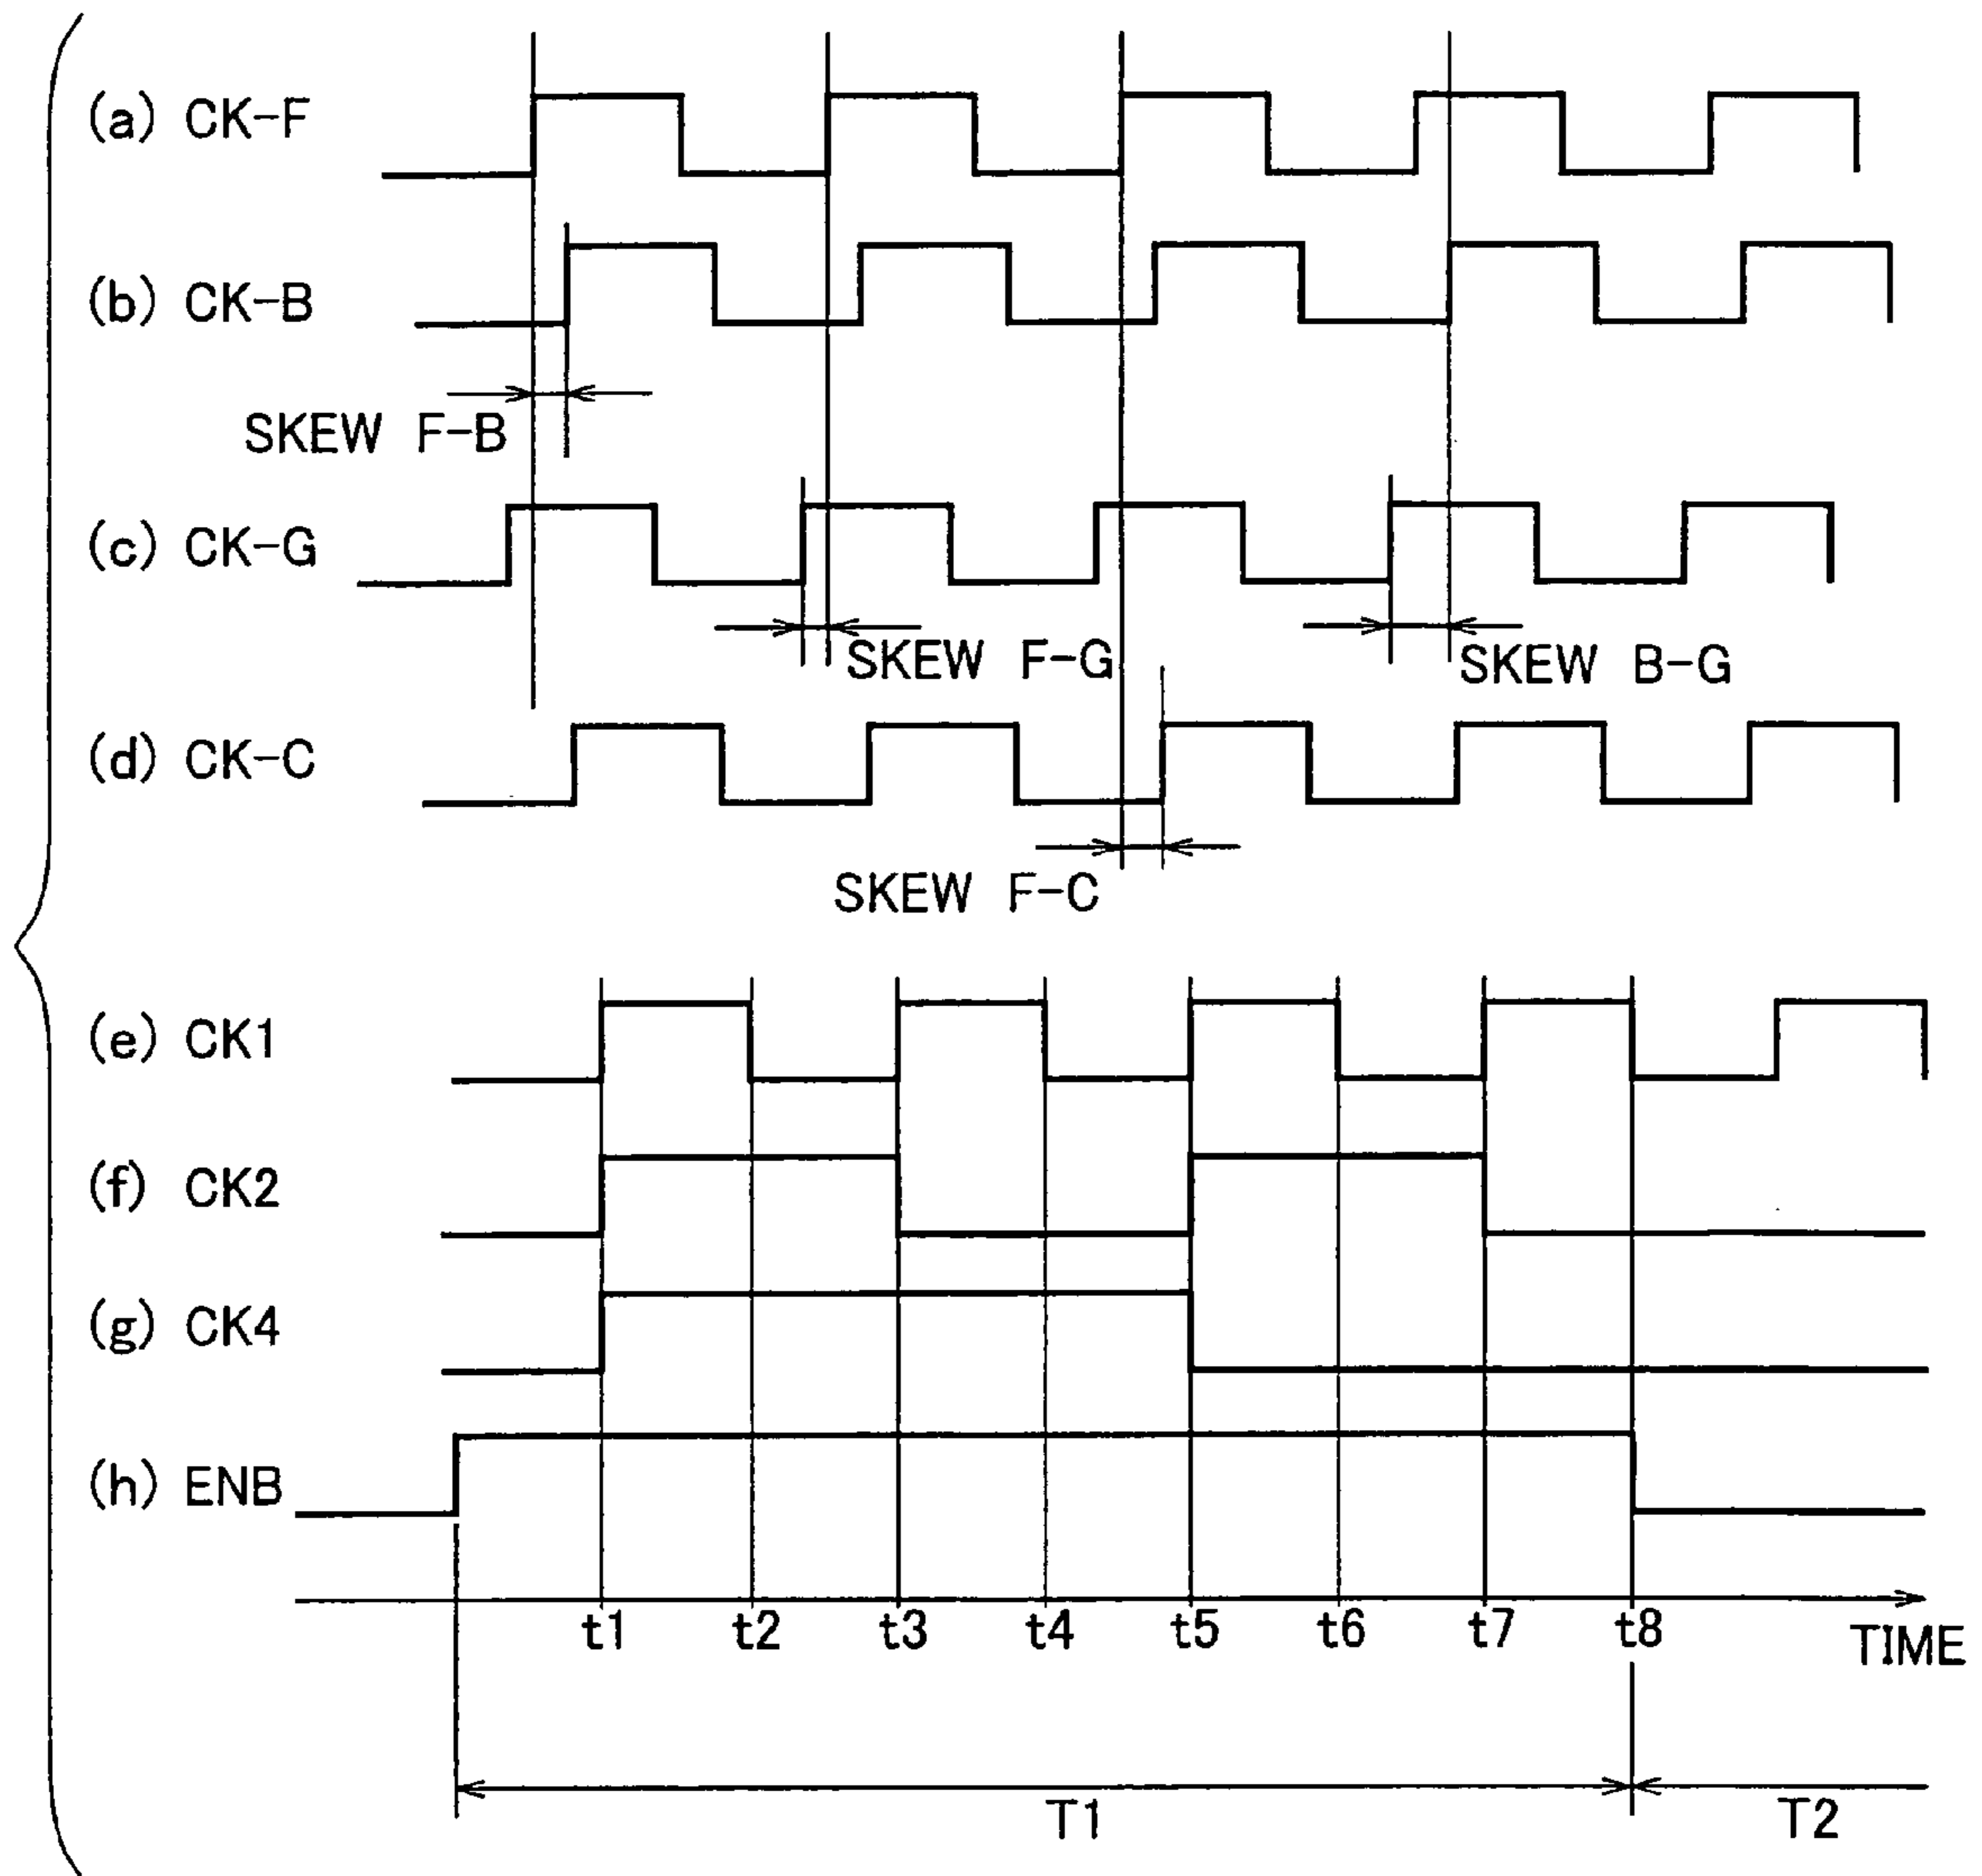 (a) CK-F
(b) CK-B
SKEW F-B
(c) CK-G
SKEW F-G
SKEW B-G
(d) CK-C
SKEW F-C
(e) CK1
(f) CK2
(g) CK4
(h) ENB
t1 t2 t3 t4 t5 t6 t7 t8
TIME
T1
T2